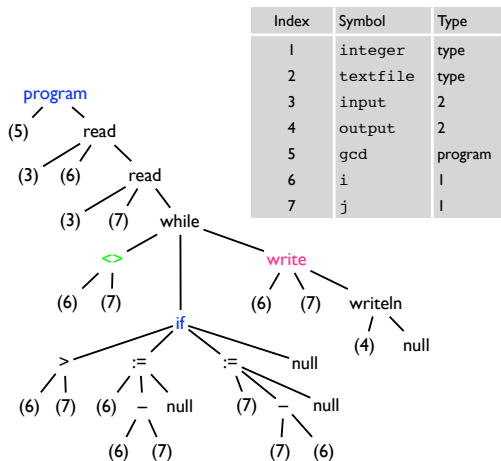 Index Symbol Type
1 integer type
2 textfile type
3 input 2
4 output 2
5 gcd program
6 i 1
7 j 1
program
(5) read
(3) (6) read
(3) (7) while
<> write
(6) (7) (6) (7) writeln
(4) null
if
> := := null
(6) (7) (6) − null (7) − null
(6) (7) (7) (6)